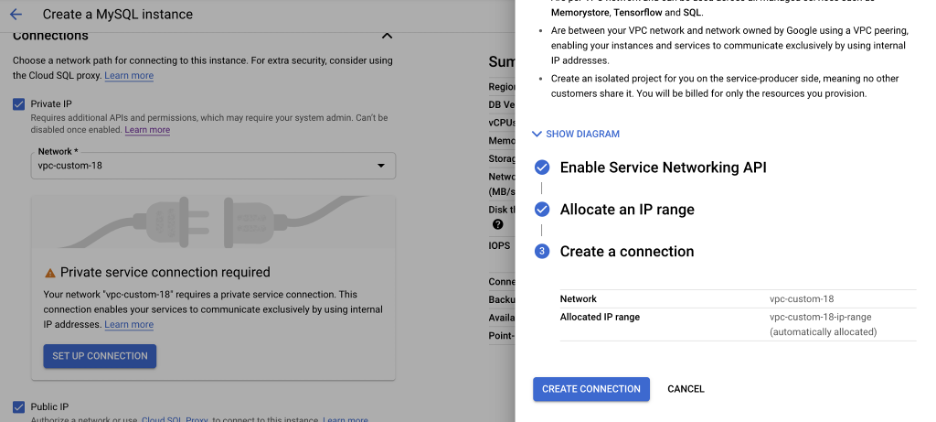 Create a MySQL instance
Connections
Choose a network path for connecting to this instance. For extra security, consider using
the Cloud SQL proxy. Learn more
Private IP
Requires additional APIs and permissions, which may require your system admin. Can't be
disabled once enabled. Learn more
Network *
vpc-custom-18
Private service connection required
Your network "vpc-custom-18" requires a private service connection. This
connection enables your services to communicate exclusively by using internal
IP addresses. Learn more
SET UP CONNECTION
Public IP
Authorize a network or use Cloud SQL Proxy to connect to this instance. Learn more
Sum
Regio
DB Ve
vCPUs
Memo
Storag
Netwo
(MB/s
Disk t
IOPS
Conne
Backu
Availa
Point-
Memorystore, Tensorflow and SQL.
Are between your VPC network and network owned by Google using a VPC peering,
enabling your instances and services to communicate exclusively by using internal
IP addresses.
Create an isolated project for you on the service-producer side, meaning no other
customers share it. You will be billed for only the resources you provision.
SHOW DIAGRAM
Enable Service Networking API
Allocate an IP range
3 Create a connection
Network vpc-custom-18
Allocated IP range vpc-custom-18-ip-range
(automatically allocated)
CREATE CONNECTION CANCEL